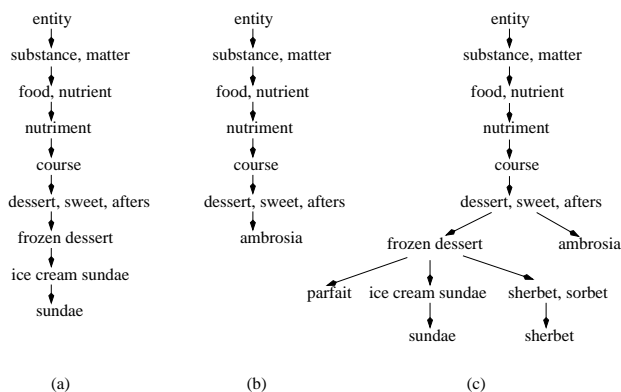 entity
substance, matter
food, nutrient
nutriment
course
dessert, sweet, afters
frozen dessert
ice cream sundae
sundae
(a)
entity
substance, matter
food, nutrient
nutriment
course
dessert, sweet, afters
ambrosia
(b)
entity
substance, matter
food, nutrient
nutriment
course
dessert, sweet, afters
frozen dessert
ambrosia
parfait
ice cream sundae
sherbet, sorbet
sundae
sherbet
(c)